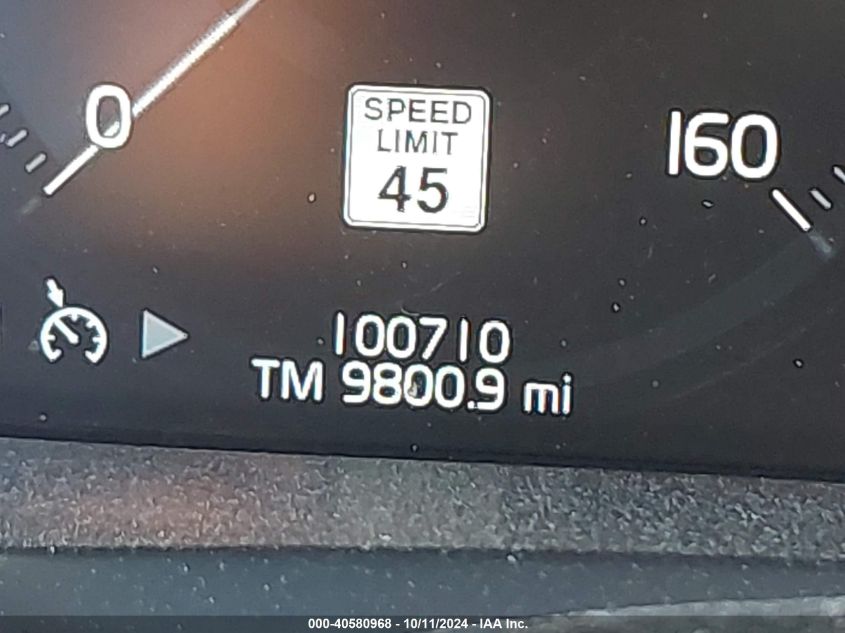 0
SPEED
LIMIT
45
160
100710
TM 9800.9 mi
000-40580968 - 10/11/2024 - IAA Inc.